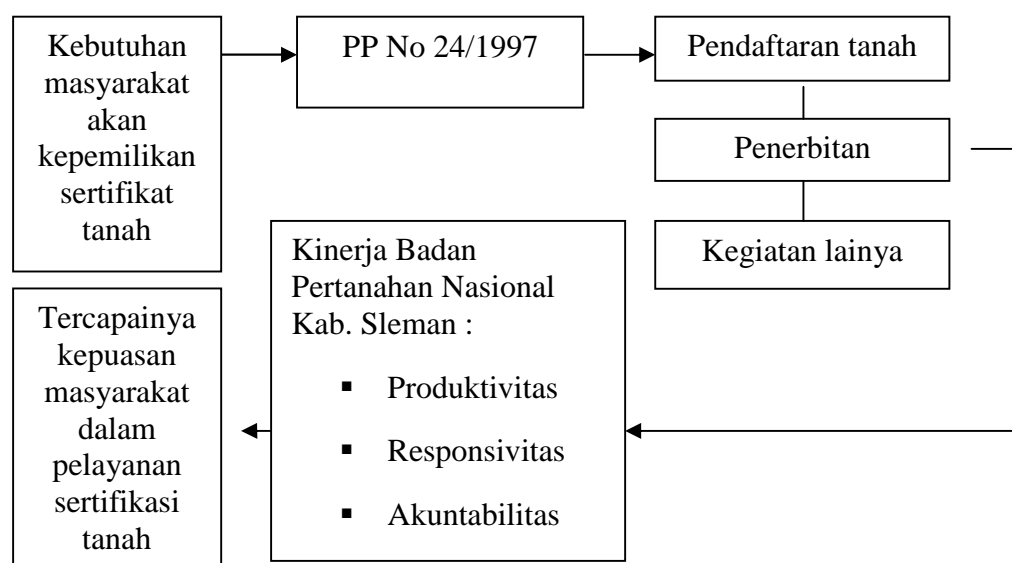 Kebutuhan
masyarakat
akan
kepemilikan
sertifikat
tanah
PP No 24/1997
Pendaftaran tanah
Penerbitan
Kegiatan lainya
Kinerja Badan
Pertanahan Nasional
Kab. Sleman :
▪ Produktivitas
▪ Responsivitas
▪ Akuntabilitas
Tercapainya
kepuasan
masyarakat
dalam
pelayanan
sertifikasi
tanah